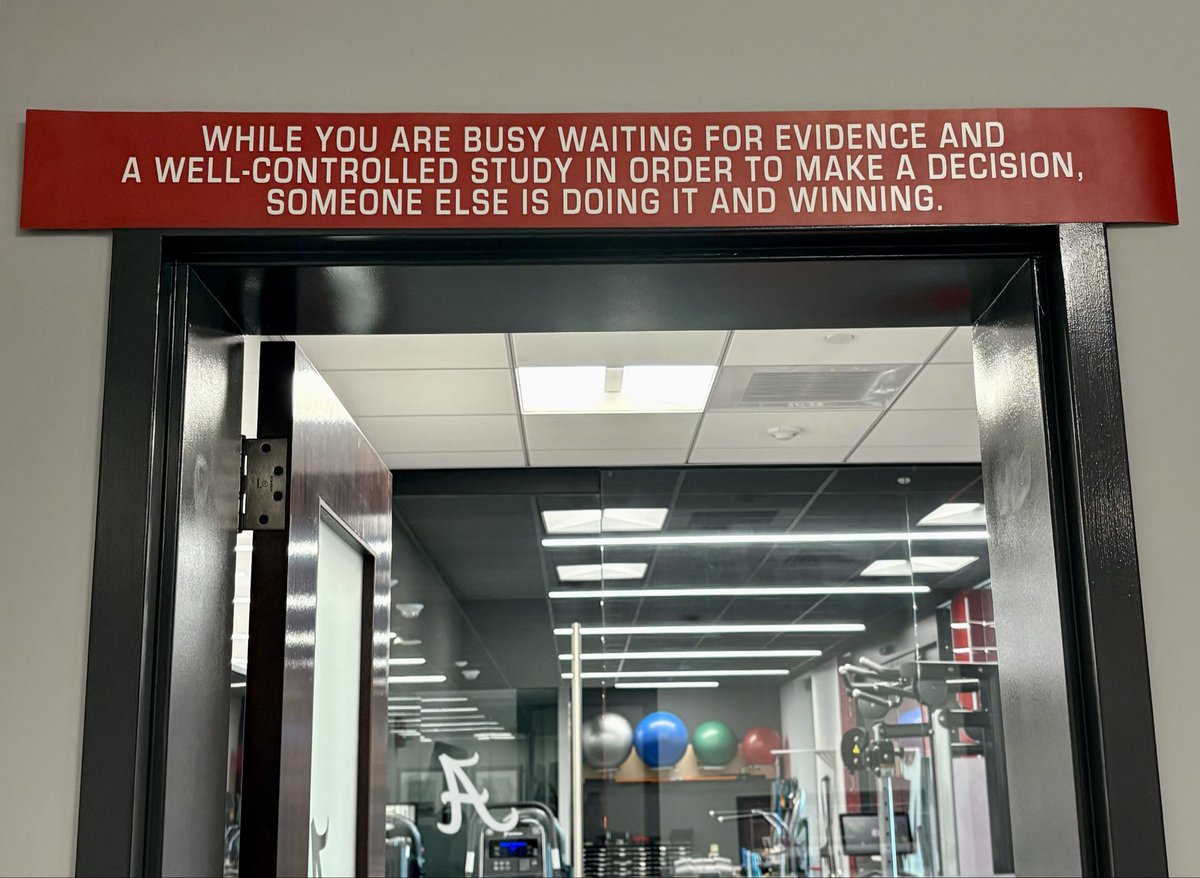 WHILE YOU ARE BUSY WAITING FOR EVIDENCE AND
A WELL-CONTROLLED STUDY IN ORDER TO MAKE A DECISION,
SOMEONE ELSE IS DOING IT AND WINNING.
A